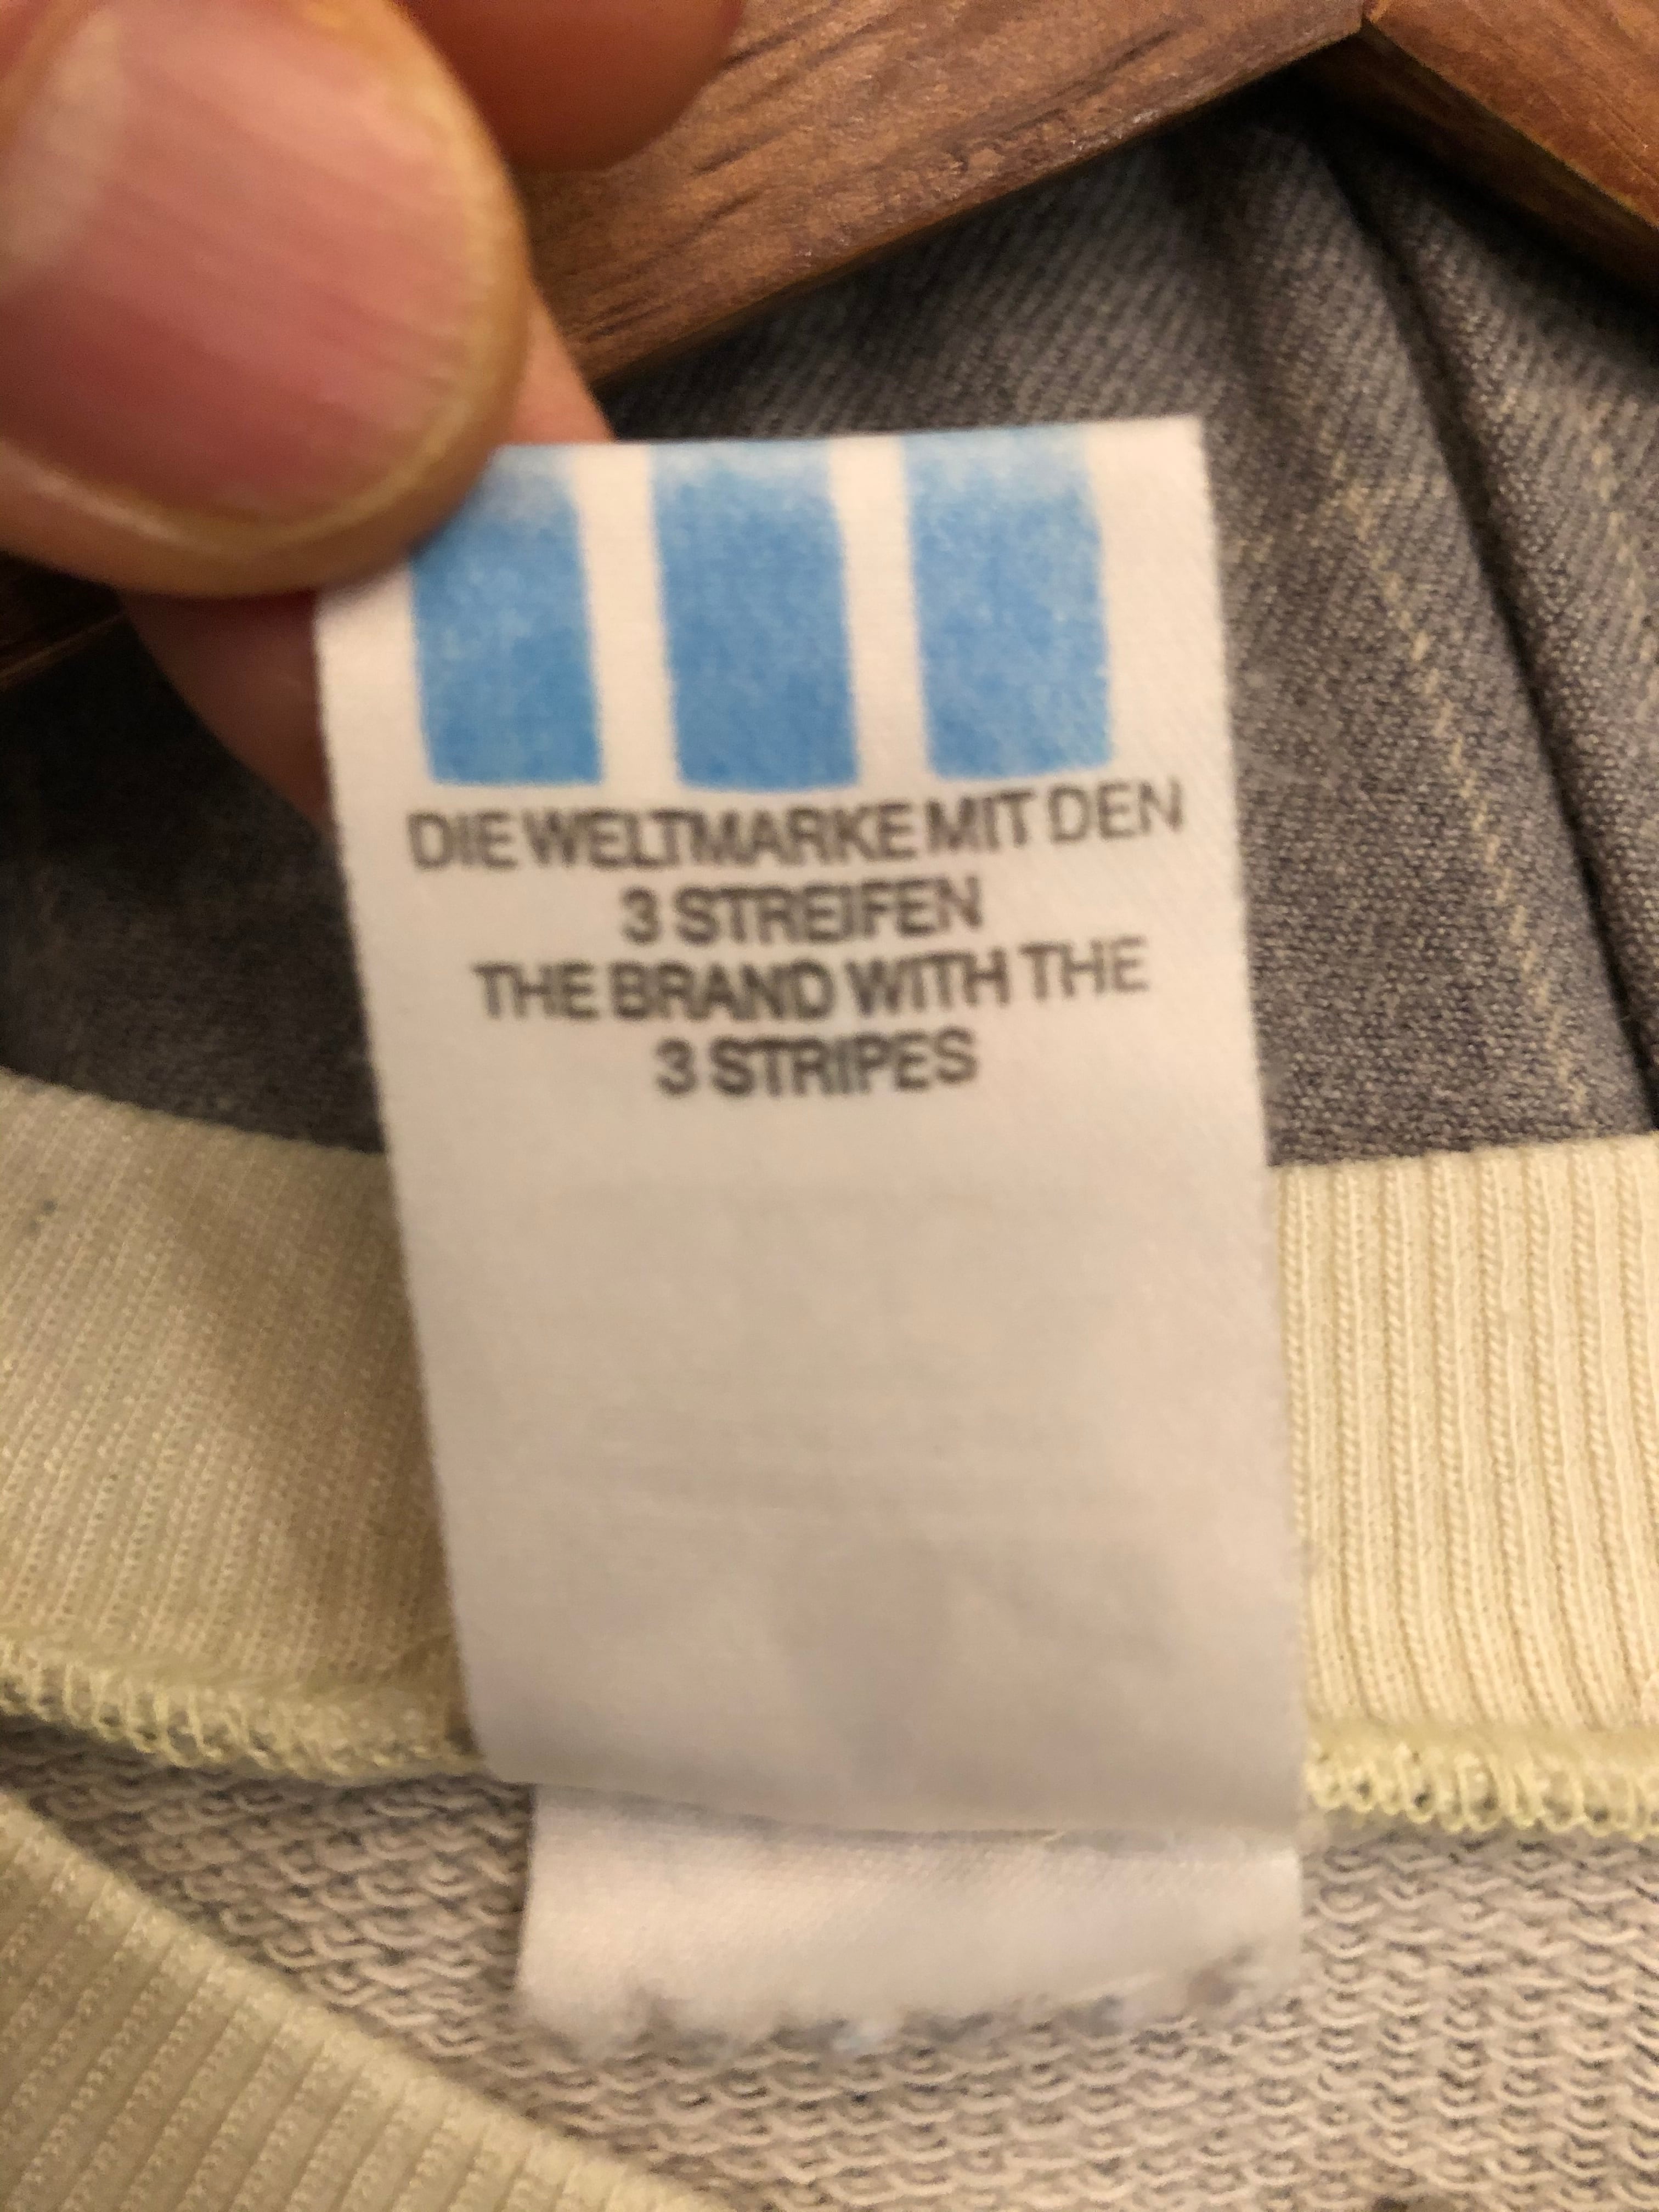 DIE WELTMARKE MIT DEN
3 STREIFEN
THE BRAND WITH THE
3 STRIPES